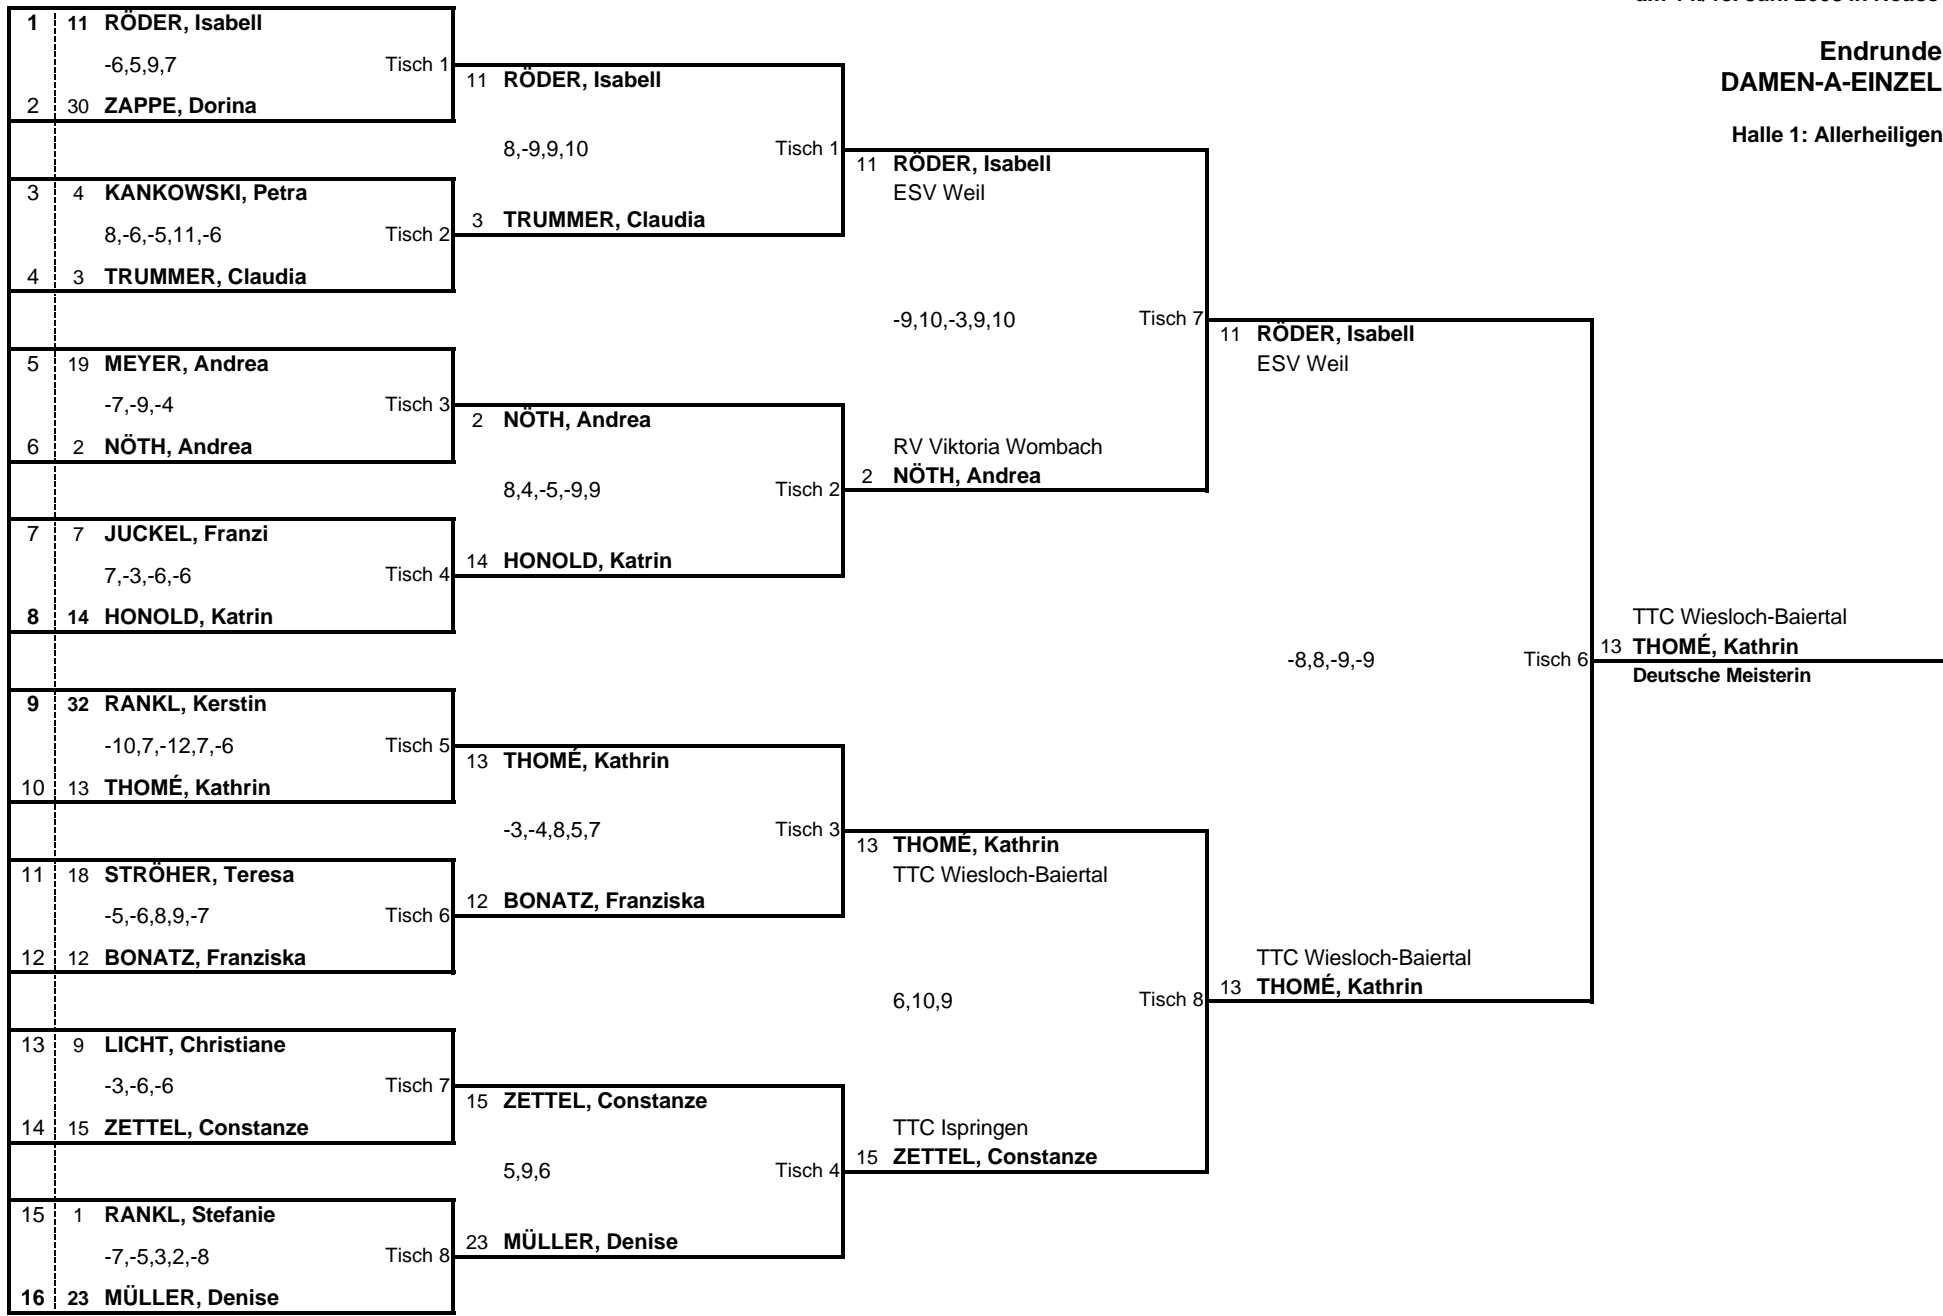 Endrunde
DAMEN-A-EINZEL
Halle 1: Allerheiligen
1 11 RÖDER, Isabell
-6,5,9,7 Tisch 1
2 30 ZAPPE, Dorina
3 4 KANKOWSKI, Petra
8,-6,-5,11,-6 Tisch 2
4 3 TRUMMER, Claudia
5 19 MEYER, Andrea
-7,-9,-4 Tisch 3
6 2 NÖTH, Andrea
7 7 JUCKEL, Franzi
7,-3,-6,-6 Tisch 4
8 14 HONOLD, Katrin
9 32 RANKL, Kerstin
-10,7,-12,7,-6 Tisch 5
10 13 THOMÉ, Kathrin
11 18 STRÖHER, Teresa
-5,-6,8,9,-7 Tisch 6
12 12 BONATZ, Franziska
13 9 LICHT, Christiane
-3,-6,-6 Tisch 7
14 15 ZETTEL, Constanze
15 1 RANKL, Stefanie
-7,-5,3,2,-8 Tisch 8
16 23 MÜLLER, Denise
11 RÖDER, Isabell
8,-9,9,10 Tisch 1
3 TRUMMER, Claudia
2 NÖTH, Andrea
8,4,-5,-9,9 Tisch 2
14 HONOLD, Katrin
13 THOMÉ, Kathrin
-3,-4,8,5,7 Tisch 3
12 BONATZ, Franziska
15 ZETTEL, Constanze
5,9,6 Tisch 4
23 MÜLLER, Denise
11 RÖDER, Isabell
ESV Weil
-9,10,-3,9,10 Tisch 7
RV Viktoria Wombach
2 NÖTH, Andrea
13 THOMÉ, Kathrin
TTC Wiesloch-Baiertal
6,10,9 Tisch 8
TTC Ispringen
15 ZETTEL, Constanze
11 RÖDER, Isabell
ESV Weil
-8,8,-9,-9 Tisch 6
TTC Wiesloch-Baiertal
13 THOMÉ, Kathrin
TTC Wiesloch-Baiertal
13 THOMÉ, Kathrin
Deutsche Meisterin